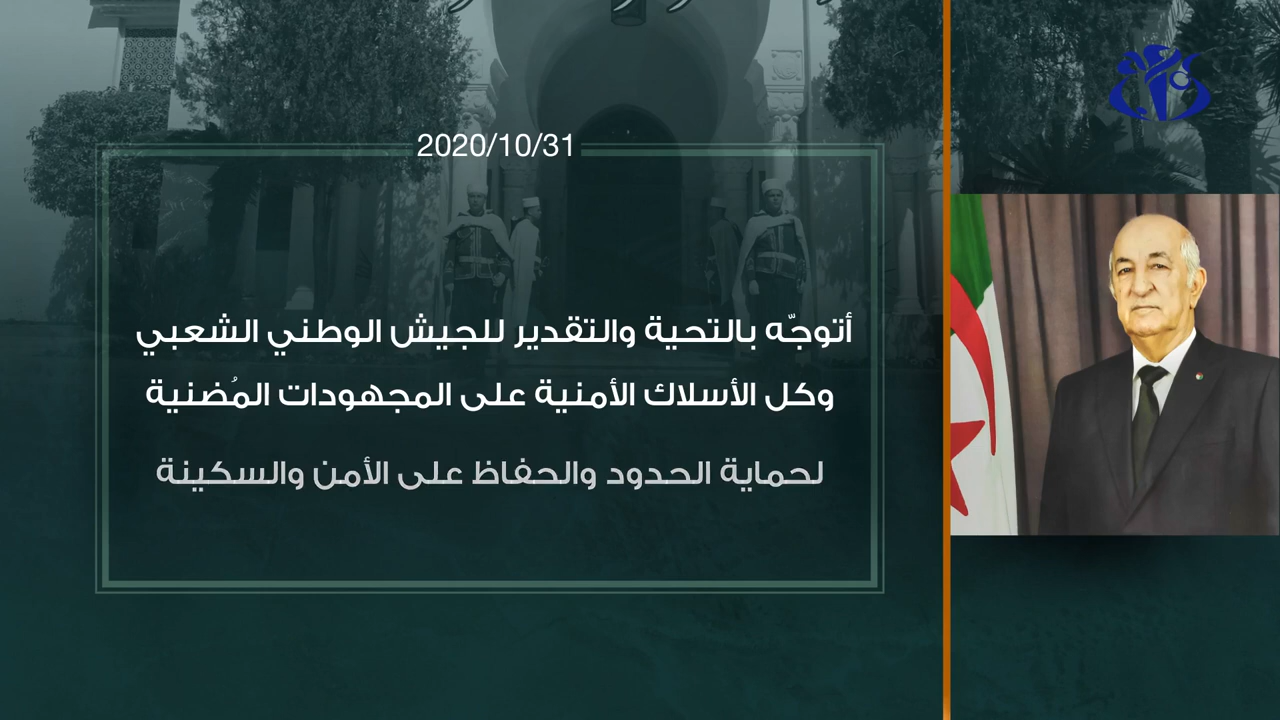 2020/10/31
أتوجّه بالتحية والتقدير للجيش الوطني الشعبي
وكل الأسلاك الأمنية على المجهودات المُضنية
لحماية الحدود والحفاظ على الأمن والسكينة